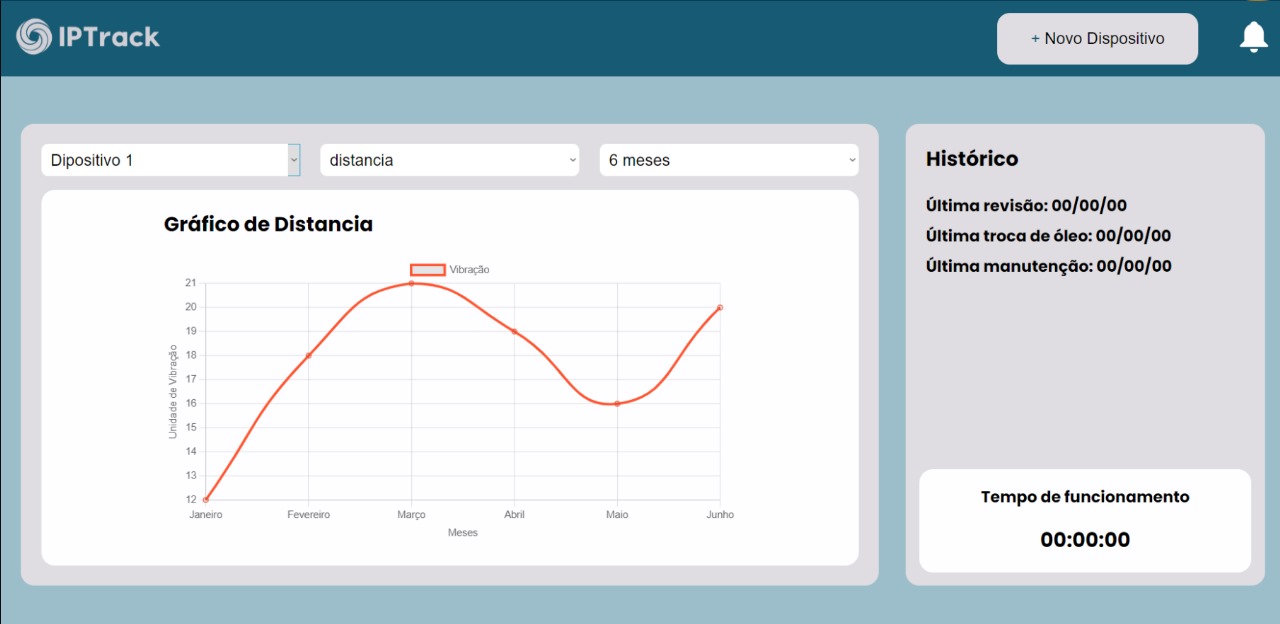 IPTrack
+ Novo Dispositivo
Dipositivo 1
distancia
6 meses
Gráfico de Distancia
Vibração
21
20
19
18
17
16
15
14
13
12
Unidade de Vibração
Janeiro Fevereiro Março Abril Maio Junho
Meses
Histórico
Última revisão: 00/00/00
Última troca de óleo: 00/00/00
Última manutenção: 00/00/00
Tempo de funcionamento
00:00:00